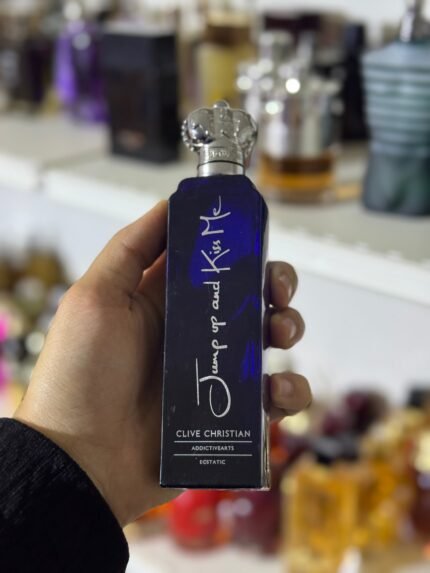 Jump up and Kiss Me
CLIVE CHRISTIAN
ADDICTIVEARTS
ECSTATIC